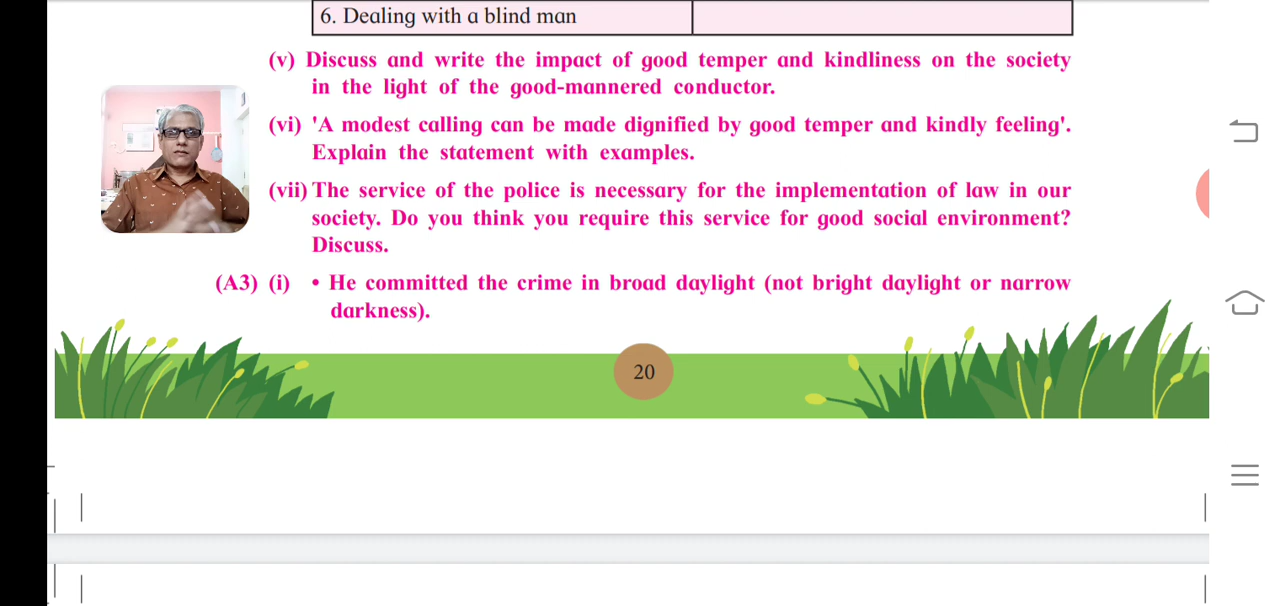 6. Dealing with a blind man
(v) Discuss and write the impact of good temper and kindliness on the society
in the light of the good-mannered conductor.
(vi) 'A modest calling can be made dignified by good temper and kindly feeling'.
Explain the statement with examples.
(vii) The service of the police is necessary for the implementation of law in our
society. Do you think you require this service for good social environment?
Discuss.
(A3) (i) • He committed the crime in broad daylight (not bright daylight or narrow
darkness).
20